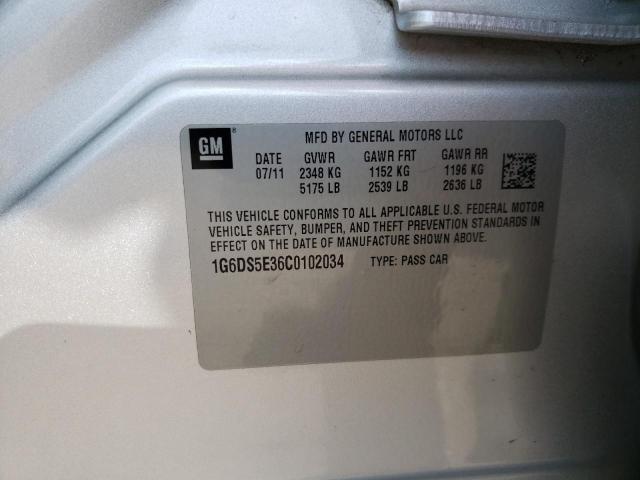 GM ®
MFD BY GENERAL MOTORS LLC
DATE GVWR GAWR FRT GAWR RR
07/11 2348 KG 1152 KG 1196 KG
5175 LB 2539 LB 2636 LB
THIS VEHICLE CONFORMS TO ALL APPLICABLE U.S. FEDERAL MOTOR
VEHICLE SAFETY, BUMPER, AND THEFT PREVENTION STANDARDS IN
EFFECT ON THE DATE OF MANUFACTURE SHOWN ABOVE.
1G6DS5E36C0102034 TYPE: PASS CAR